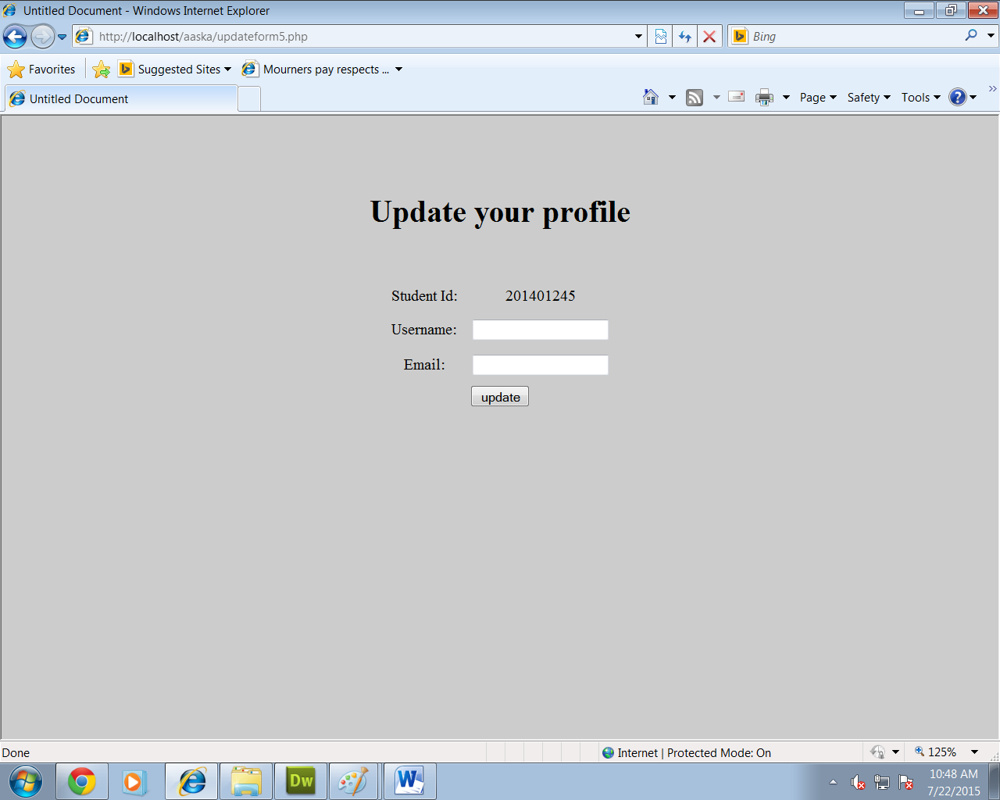 Untitled Document - Windows Internet Explorer
http://localhost/aaska/updateform5.php
Bing
Favorites
Suggested Sites
Mourners pay respects ...
Untitled Document
Page
Safety
Tools
Update your profile
Student Id: 201401245
Username:
Email:
update
Done
Internet | Protected Mode: On
125%
Dw
W
10:48 AM
7/22/2015